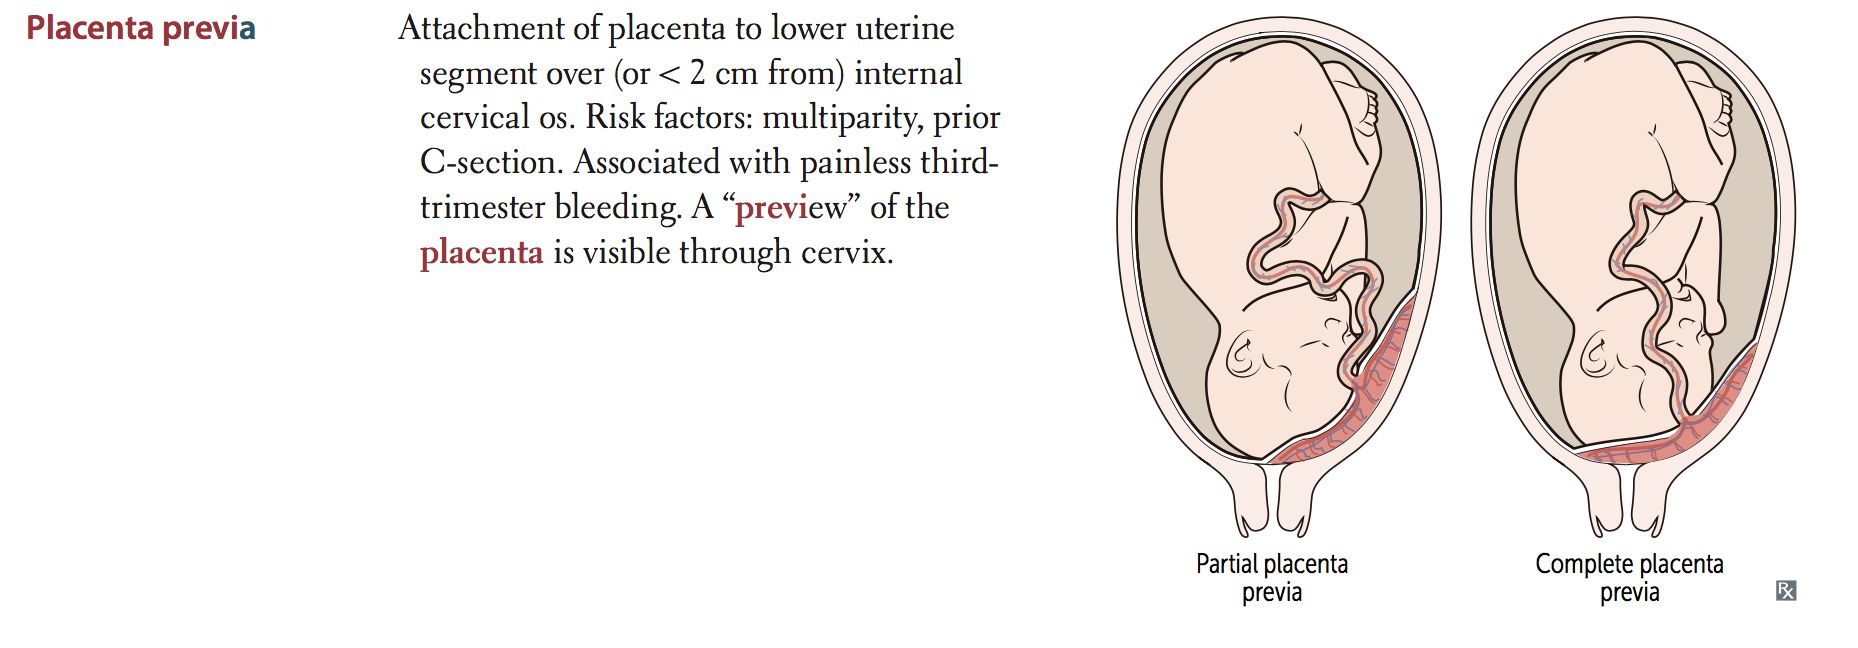 Placenta previa
Attachment of placenta to lower uterine
segment over (or < 2 cm from) internal
cervical os. Risk factors: multiparity, prior
C-section. Associated with painless third-
trimester bleeding. A “preview” of the
placenta is visible through cervix.
Partial placenta
previa
Complete placenta
previa
Rx